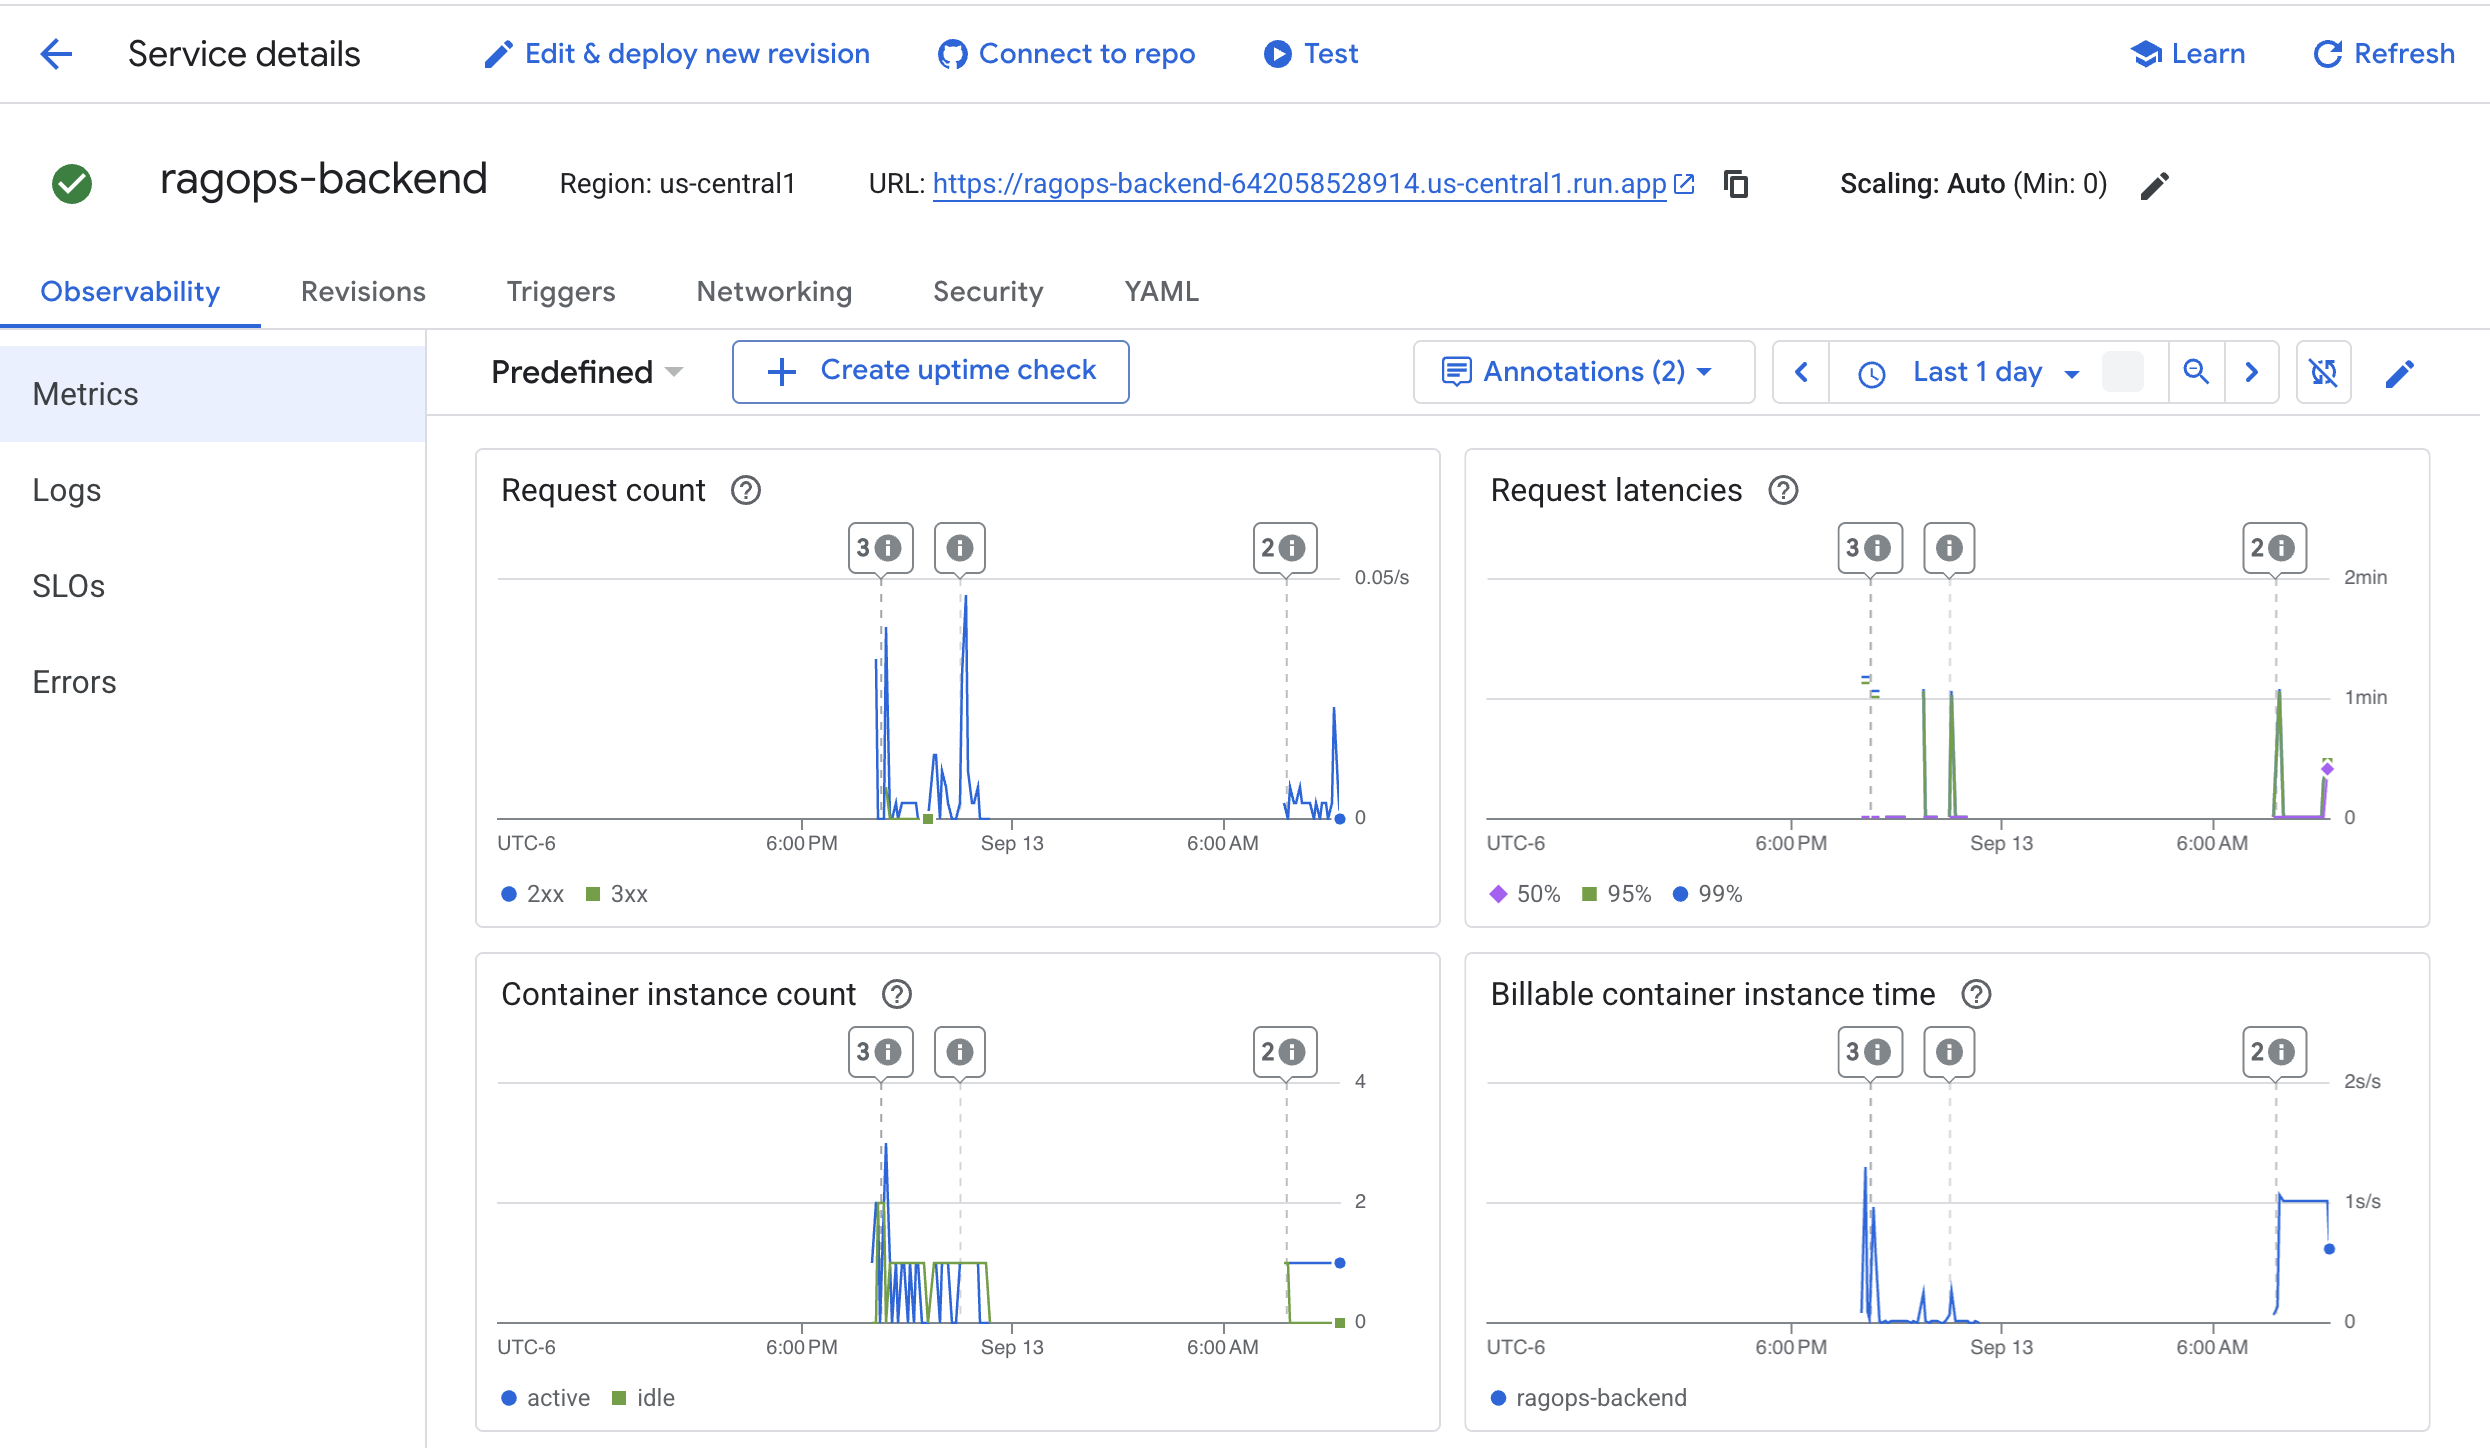 Service details
Edit & deploy new revision
Connect to repo
Test
Learn
Refresh
ragops-backend
Region: us-central1
URL: https://ragops-backend-642058528914.us-central1.run.app
Scaling: Auto (Min: 0)
Observability
Revisions
Triggers
Networking
Security
YAML
Metrics
Logs
SLOs
Errors
Predefined
Create uptime check
Annotations (2)
Last 1 day
Request count
3
2
0.05/s
0
UTC-6
6:00 PM
Sep 13
6:00 AM
2xx
3xx
Request latencies
3
2
2min
1min
0
UTC-6
6:00 PM
Sep 13
6:00 AM
50%
95%
99%
Container instance count
3
2
4
2
0
UTC-6
6:00 PM
Sep 13
6:00 AM
active
idle
Billable container instance time
3
2
2s/s
1s/s
0
UTC-6
6:00 PM
Sep 13
6:00 AM
ragops-backend